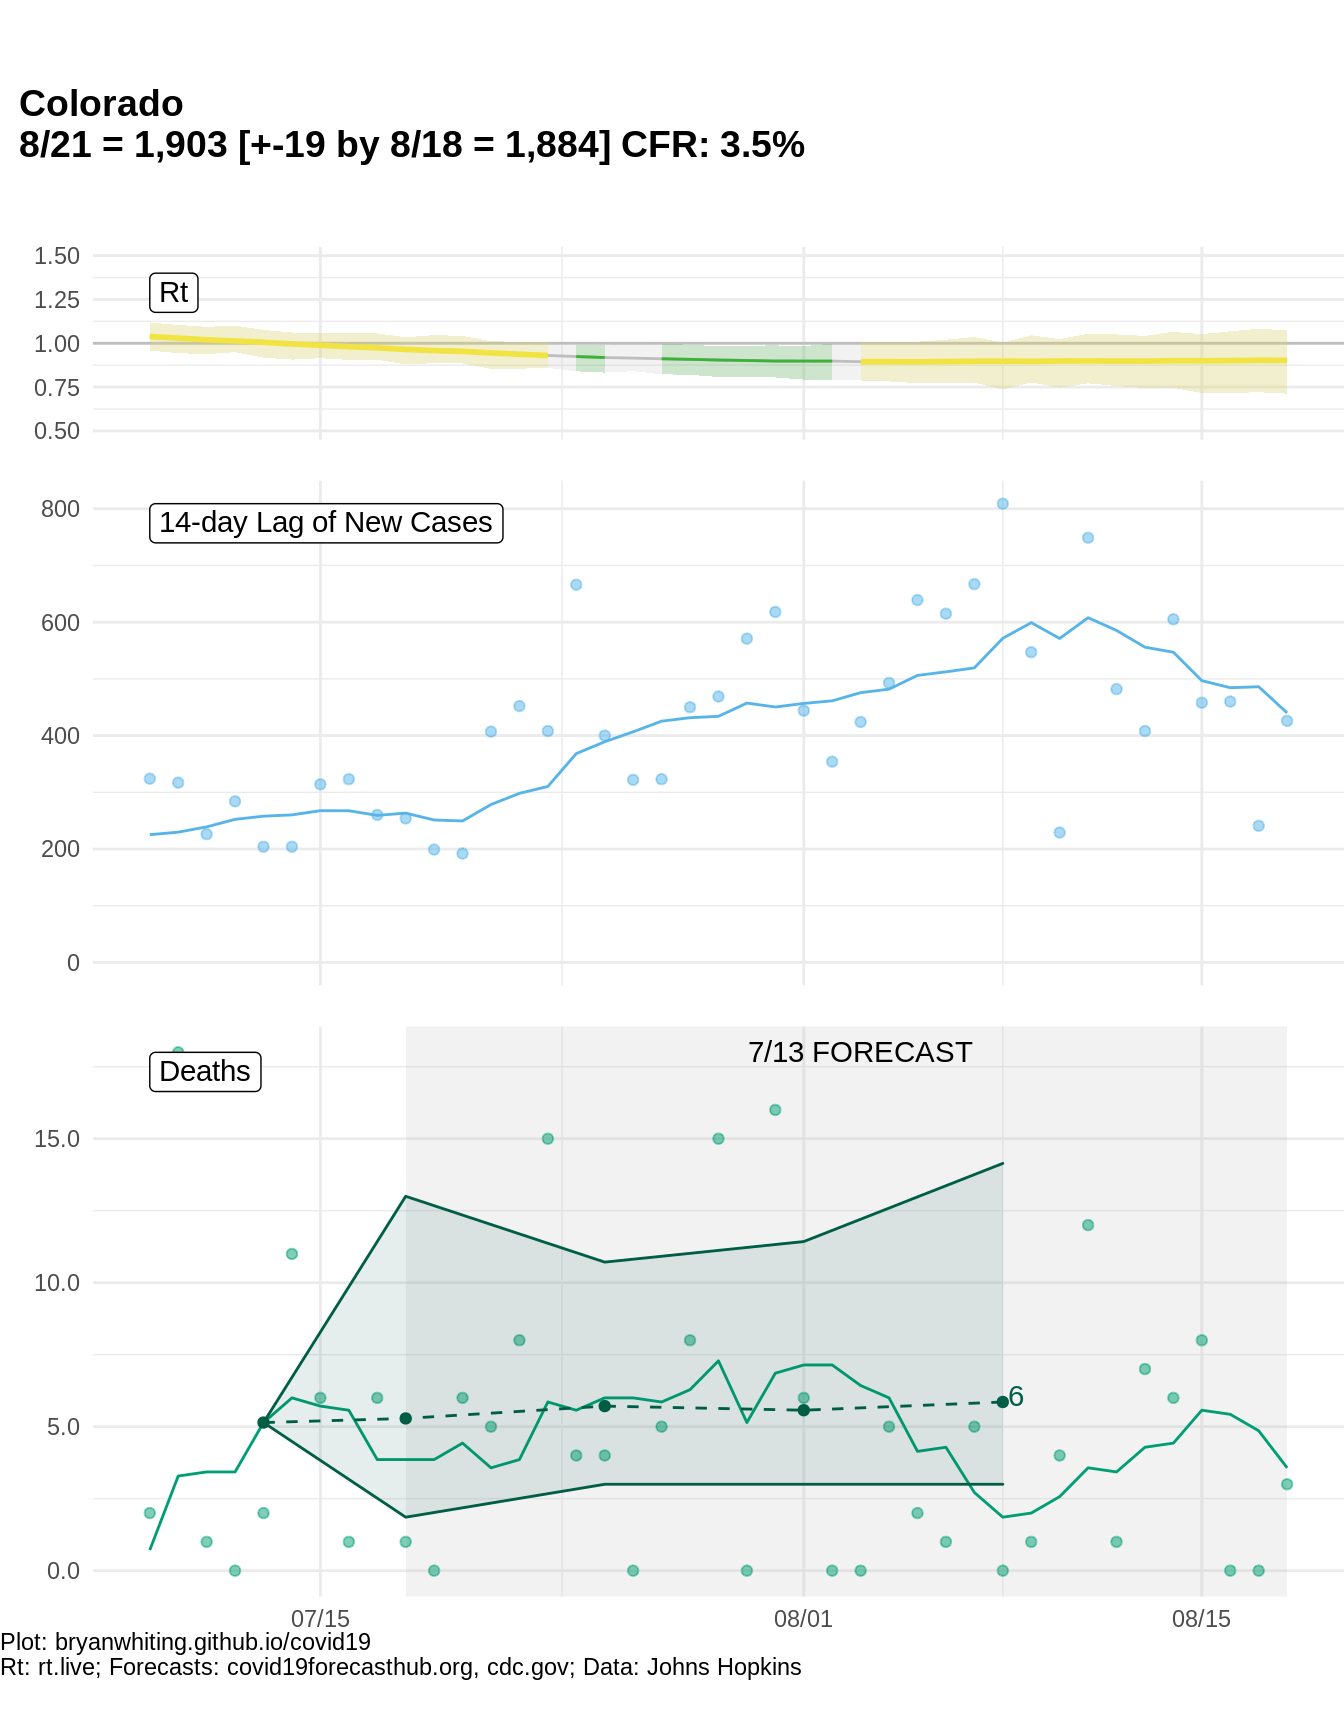 Colorado
8/21 = 1,903 [+-19 by 8/18 = 1,884] CFR: 3.5%
1.50
Rt
1.25
1.00
0.75
0.50
800
14-day Lag of New Cases
600
400
200
0
7/13 FORECAST
Deaths
15.0
10.0
6
5.0
0.0
07/15 08/01 08/15
Plot: bryanwhiting.github.io/covid19
Rt: rt.live; Forecasts: covid19forecasthub.org, cdc.gov; Data: Johns Hopkins